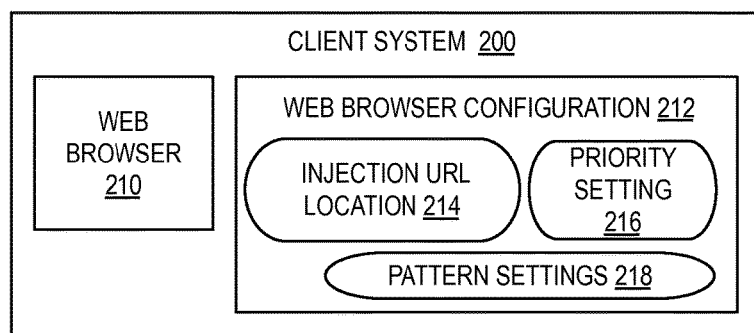 CLIENT SYSTEM 200
WEB
BROWSER
210
WEB BROWSER CONFIGURATION 212
INJECTION URL
LOCATION 214
PRIORITY
SETTING
216
PATTERN SETTINGS 218